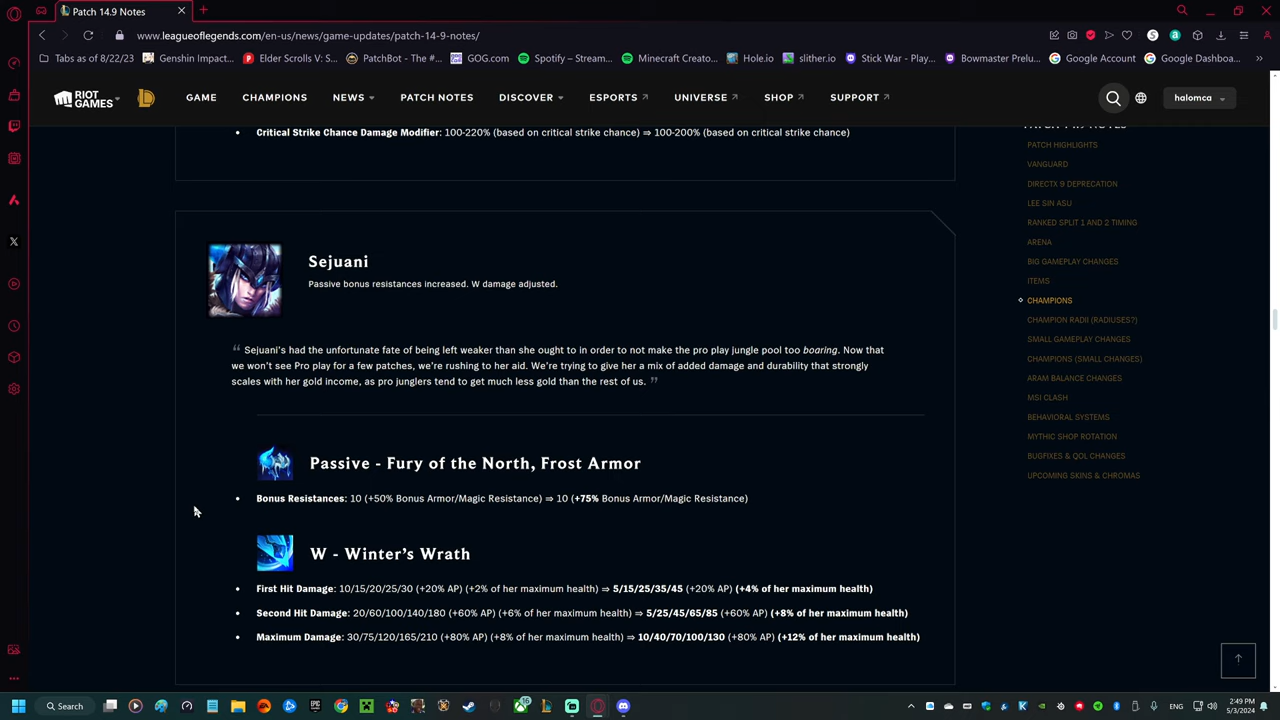 Patch 14.9 Notes
www.leagueoflegends.com/en-us/news/game-updates/patch-14-9-notes/
Tabs as of 8/22/23
Genshin Impact...
Elder Scrolls V: S...
PatchBot - The #...
GOG.com
Spotify – Stream...
Minecraft Creato...
Hole.io
slither.io
Stick War - Play...
Bowmaster Prelu...
Google Account
Google Dashboa...
RIOT GAMES
GAME
CHAMPIONS
NEWS
PATCH NOTES
DISCOVER
ESPORTS
UNIVERSE
SHOP
SUPPORT
halomca
Critical Strike Chance Damage Modifier: 100-220% (based on critical strike chance) ⇒ 100-200% (based on critical strike chance)
Sejuani
Passive bonus resistances increased. W damage adjusted.
“ Sejuani's had the unfortunate fate of being left weaker than she ought to in order to not make the pro play jungle pool too boaring. Now that
we won't see Pro play for a few patches, we're rushing to her aid. We're trying to give her a mix of added damage and durability that strongly
scales with her gold income, as pro junglers tend to get much less gold than the rest of us. ”
Passive - Fury of the North, Frost Armor
• Bonus Resistances: 10 (+50% Bonus Armor/Magic Resistance) ⇒ 10 (+75% Bonus Armor/Magic Resistance)
W - Winter's Wrath
• First Hit Damage: 10/15/20/25/30 (+20% AP) (+2% of her maximum health) ⇒ 5/15/25/35/45 (+20% AP) (+4% of her maximum health)
• Second Hit Damage: 20/60/100/140/180 (+60% AP) (+6% of her maximum health) ⇒ 5/25/45/65/85 (+60% AP) (+8% of her maximum health)
• Maximum Damage: 30/75/120/165/210 (+80% AP) (+8% of her maximum health) ⇒ 10/40/70/100/130 (+80% AP) (+12% of her maximum health)
PATCH 14.9 NOTES
PATCH HIGHLIGHTS
VANGUARD
DIRECTX 9 DEPRECATION
LEE SIN ASU
RANKED SPLIT 1 AND 2 TIMING
ARENA
BIG GAMEPLAY CHANGES
ITEMS
CHAMPIONS
CHAMPION RADII (RADIUSES?)
SMALL GAMEPLAY CHANGES
CHAMPIONS (SMALL CHANGES)
ARAM BALANCE CHANGES
MSI CLASH
BEHAVIORAL SYSTEMS
MYTHIC SHOP ROTATION
BUGFIXES & QOL CHANGES
UPCOMING SKINS & CHROMAS
Search
16
2:49 PM
5/3/2024